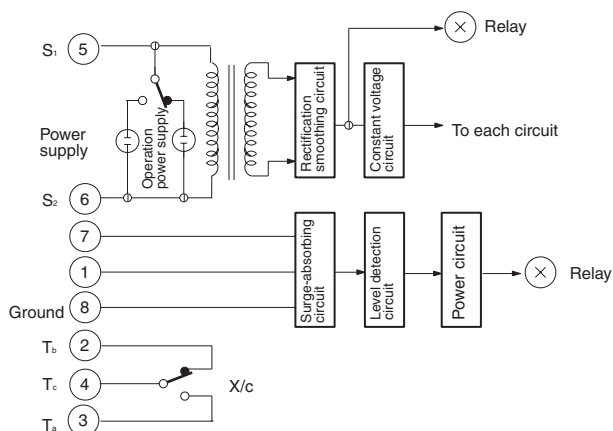 S1
5
Relay
Power
supply
Operation
power supply
Rectification
smoothing circuit
Constant voltage
circuit
To each circuit
S2
6
7
1
Ground
8
Surge-absorbing
circuit
Level detection
circuit
Power circuit
Relay
Tb
2
Tc
4
X/c
Ta
3